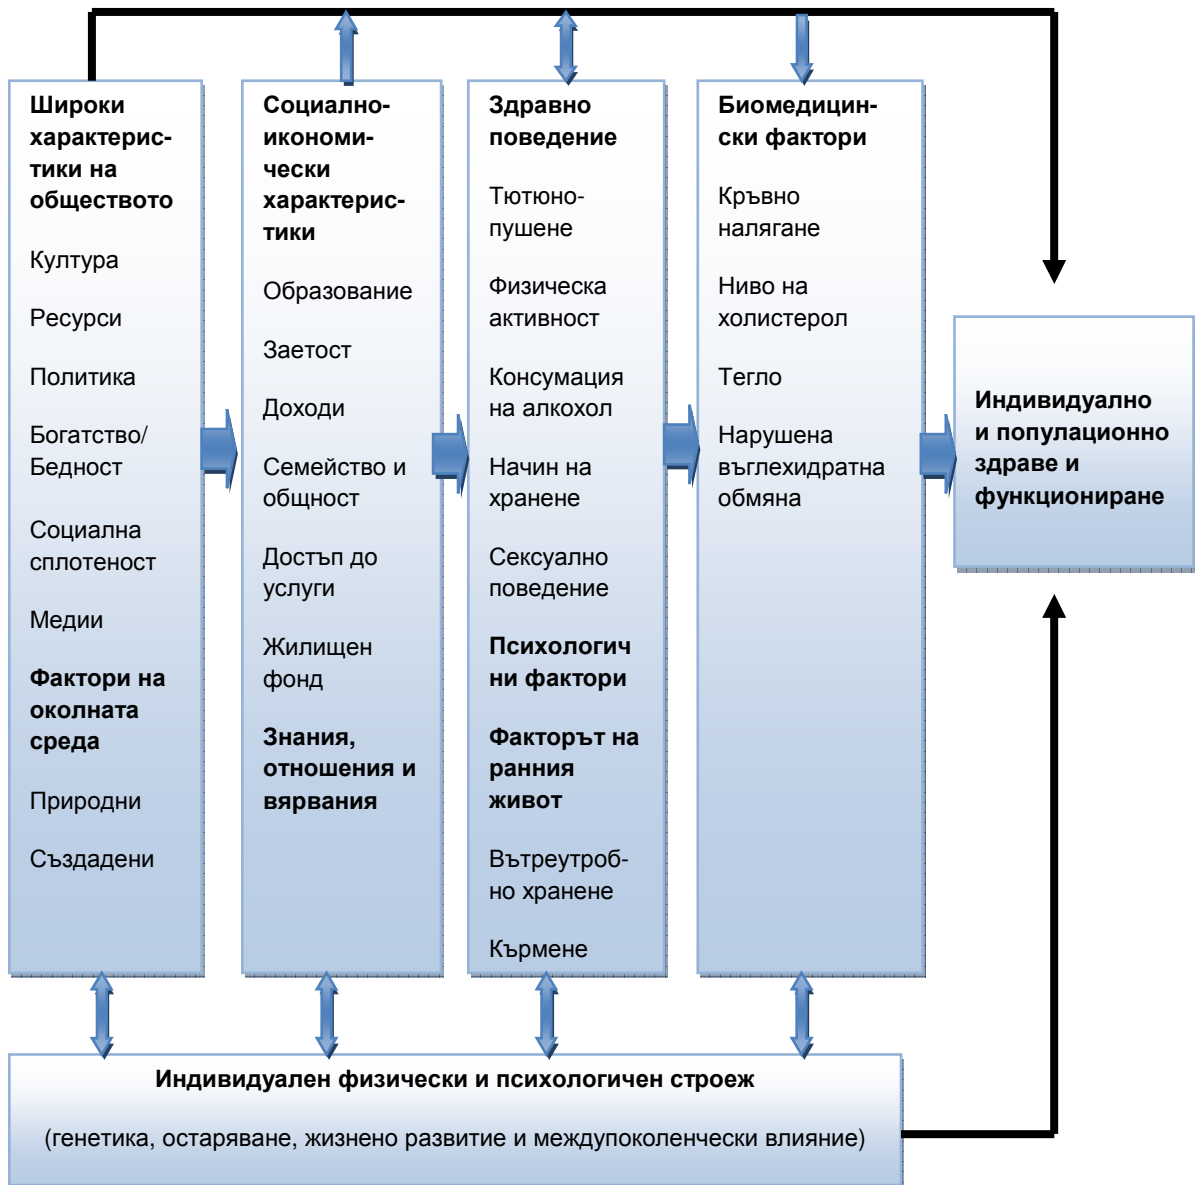 Широки
характерис-
тики на
обществото
Култура
Ресурси
Политика
Богатство/
Бедност
Социална
сплотеност
Медии
Фактори на
околната
среда
Природни
Създадени
Социално-
икономи-
чески
характерис-
тики
Образование
Заетост
Доходи
Семейство и
общност
Достъп до
услуги
Жилищен
фонд
Знания,
отношения и
вярвания
Здравно
поведение
Тютюно-
пушене
Физическа
активност
Консумация
на алкохол
Начин на
хранене
Сексуално
поведение
Психологич
ни фактори
Факторът на
ранния
живот
Вътреутроб-
но хранене
Кърмене
Биомедицин-
ски фактори
Кръвно
налягане
Ниво на
холистерол
Тегло
Нарушена
въглехидратна
обмяна
Индивидуално
и популационно
здраве и
функциониране
Индивидуален физически и психологичен строеж
(генетика, остаряване, жизнено развитие и междупоколенчески влияние)